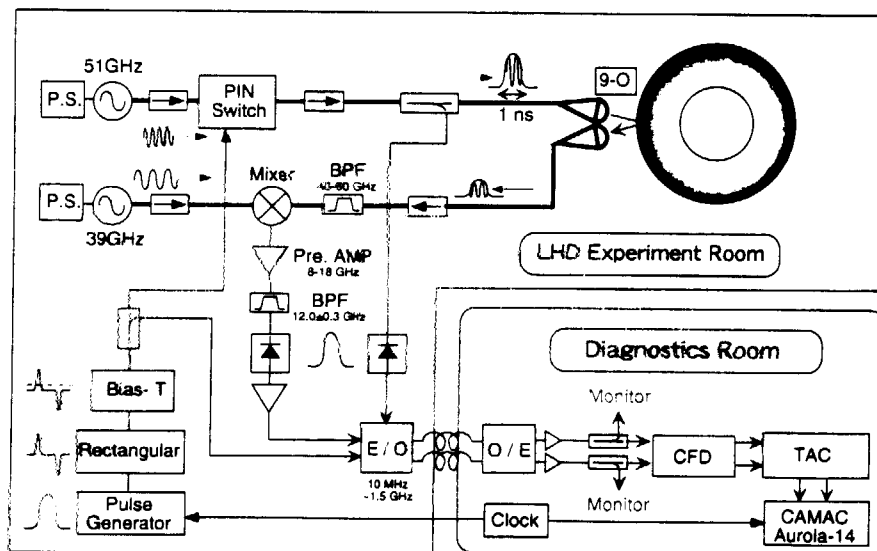 51GHz
P.S.
PIN
Switch
1 ns
9-O
Mixer
BPF
40-60 GHz
P.S.
39GHz
Pre. AMP
8-18 GHz
LHD Experiment Room
BPF
12.0±0.3 GHz
Diagnostics Room
Bias- T
Monitor
Rectangular
E / O
O / E
CFD
TAC
10 MHz
~1.5 GHz
Pulse
Generator
Monitor
Clock
CAMAC
Aurola-14